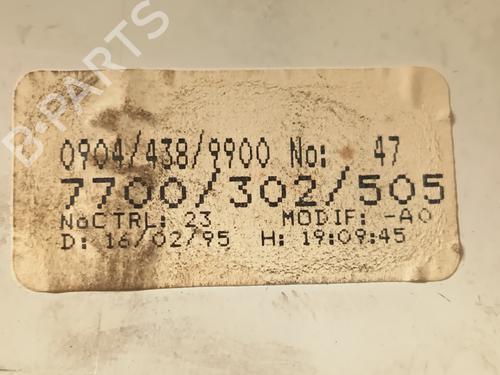 B-PARTS
0904/438/9900 No: 47
7700/302/505
NoCTRL: 23 MODIF: -A0
D: 16/02/95 H: 19:09:45